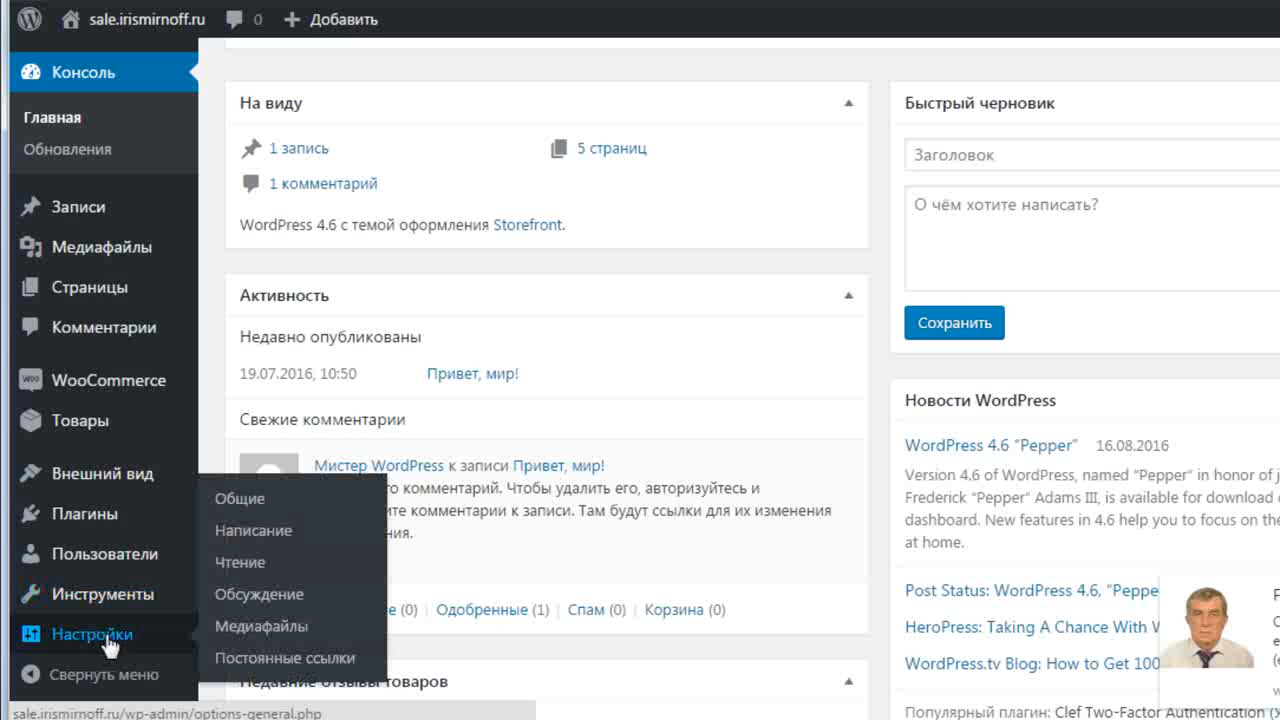 sale.irismirnoff.ru 0 Добавить
Консоль
Главная
Обновления
Записи
Медиафайлы
Страницы
Комментарии
WooCommerce
Товары
Внешний вид
Плагины
Пользователи
Инструменты
Настройки
Свернуть меню
Общие
Написание
Чтение
Обсуждение
Медиафайлы
Постоянные ссылки
На виду
1 запись
5 страниц
1 комментарий
WordPress 4.6 с темой оформления Storefront.
Активность
Недавно опубликованы
19.07.2016, 10:50 Привет, мир!
Свежие комментарии
Мистер WordPress к записи Привет, мир!
о комментарий. Чтобы удалить его, авторизуйтесь и
ите комментарии к записи. Там будут ссылки для их изменения
ния.
е (0) | Одобренные (1) | Спам (0) | Корзина (0)
Недавние отзывы товаров
Быстрый черновик
Заголовок
О чём хотите написать?
Сохранить
Новости WordPress
WordPress 4.6 “Pepper” 16.08.2016
Version 4.6 of WordPress, named “Pepper” in honor of j
Frederick “Pepper” Adams III, is available for download
dashboard. New features in 4.6 help you to focus on the
at home.
Post Status: WordPress 4.6, “Peppe
HeroPress: Taking A Chance With W
WordPress.tv Blog: How to Get 100
Популярный плагин: Clef Two-Factor Authentication
sale.irismirnoff.ru/wp-admin/options-general.php